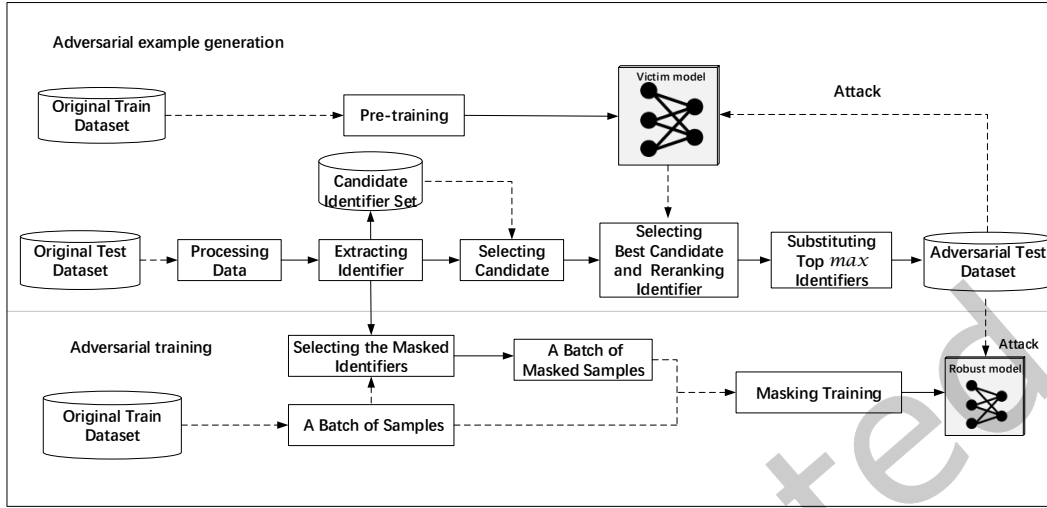 Adversarial example generation
Original Train
Dataset
Pre-training
Victim model
Attack
Candidate
Identifier Set
Original Test
Dataset
Processing
Data
Extracting
Identifier
Selecting
Candidate
Selecting
Best Candidate
and Reranking
Identifier
Substituting
Top max
Identifiers
Adversarial Test
Dataset
Adversarial training
Selecting the Masked
Identifiers
A Batch of
Masked Samples
Attack
Robust model
Masking Training
Original Train
Dataset
A Batch of Samples
ted